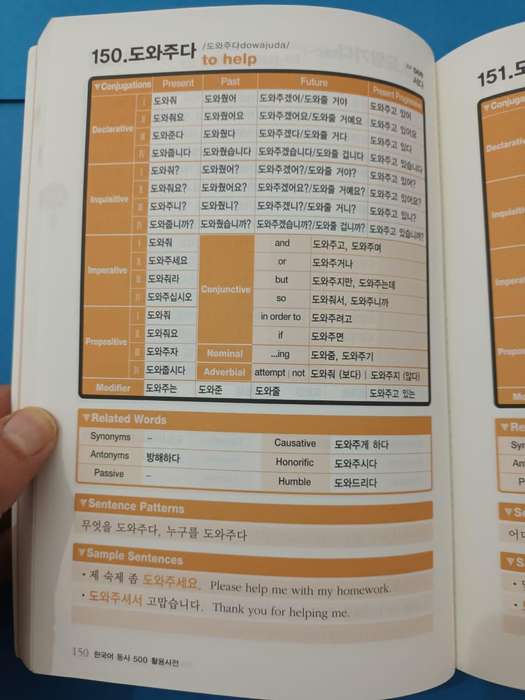 150.도와주다 /도와주다dowajuda/
to help
▼Conjugations Present Past Future Present Progressive
Declarative I 도와줘 도와줬어 도와주겠어/도와줄 거야 도와주고 있어
II 도와줘요 도와줬어요 도와주겠어요/도와줄 거예요 도와주고 있어요
III 도와준다 도와줬다 도와주겠다/도와줄 거다 도와주고 있다
IV 도와줍니다 도와줬습니다 도와주겠습니다/도와줄 겁니다 도와주고 있습니다
Inquisitive I 도와줘? 도와줬어? 도와주겠어?/도와줄 거야? 도와주고 있어?
II 도와줘요? 도와줬어요? 도와주겠어요?/도와줄 거예요? 도와주고 있어요?
III 도와주니? 도와줬니? 도와주겠니?/도와줄 거니? 도와주고 있니?
IV 도와줍니까? 도와줬습니까? 도와주겠습니까?/도와줄 겁니까? 도와주고 있습니까?
Imperative I 도와줘 Conjunctive and 도와주고, 도와주며
II 도와주세요 or 도와주거나
III 도와줘라 but 도와주지만, 도와주는데
IV 도와주십시오 so 도와줘서, 도와주니까
Propositive I 도와줘 in order to 도와주려고
II 도와줘요 if 도와주면
III 도와주자 Nominal ...ing 도와줌, 도와주기
IV 도와줍시다 Adverbial attempt | not 도와줘 (보다) | 도와주지 (않다)
Modifier 도와주는 도와준 도와줄 도와주고 있는
▼Related Words
Synonyms – Causative 도와주게 하다
Antonyms 방해하다 Honorific 도와주시다
Passive – Humble 도와드리다
▼Sentence Patterns
무엇을 도와주다, 누구를 도와주다
▼Sample Sentences
• 제 숙제 좀 도와주세요. Please help me with my homework.
• 도와주셔서 고맙습니다. Thank you for helping me.
150 한국어 동사 500 활용사전
151.